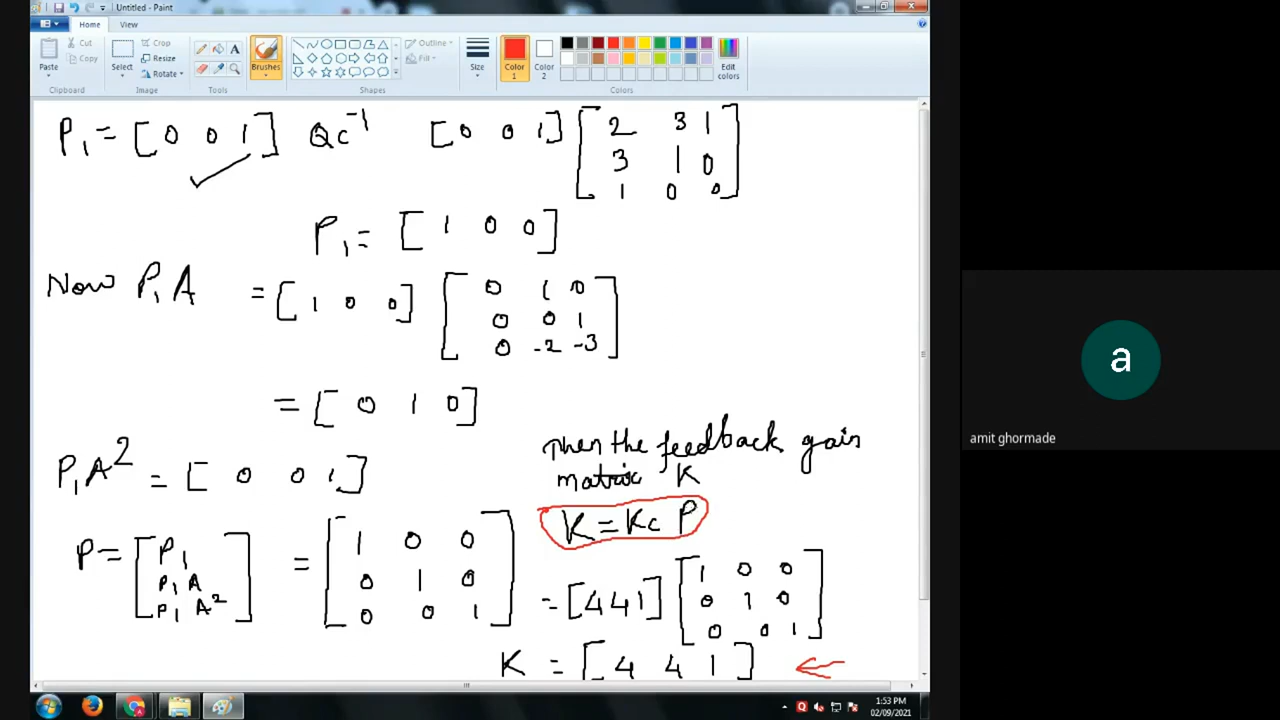 Untitled - Paint
Home View
Paste Cut Copy Clipboard
Select Crop Resize Rotate Image
Tools
Brushes
Outline Fill Shapes
Size
Color 1 Color 2 Edit colors Colors
P₁ = [0 0 1] Qc⁻¹ [0 0 1] [2 3 1
3 1 0
1 0 0]
P₁ = [1 0 0]
Now P₁A = [1 0 0] [0 1 0
0 0 1
0 -2 -3]
= [0 1 0]
P₁A² = [0 0 1]
P = [P₁
P₁A
P₁A²] = [1 0 0
0 1 0
0 0 1]
Then the feedback gain
matrix K
K = Kc P
= [4 4 1] [1 0 0
0 1 0
0 0 1]
K = [4 4 1] ←
a
amit ghormade
1:53 PM
02/09/2021